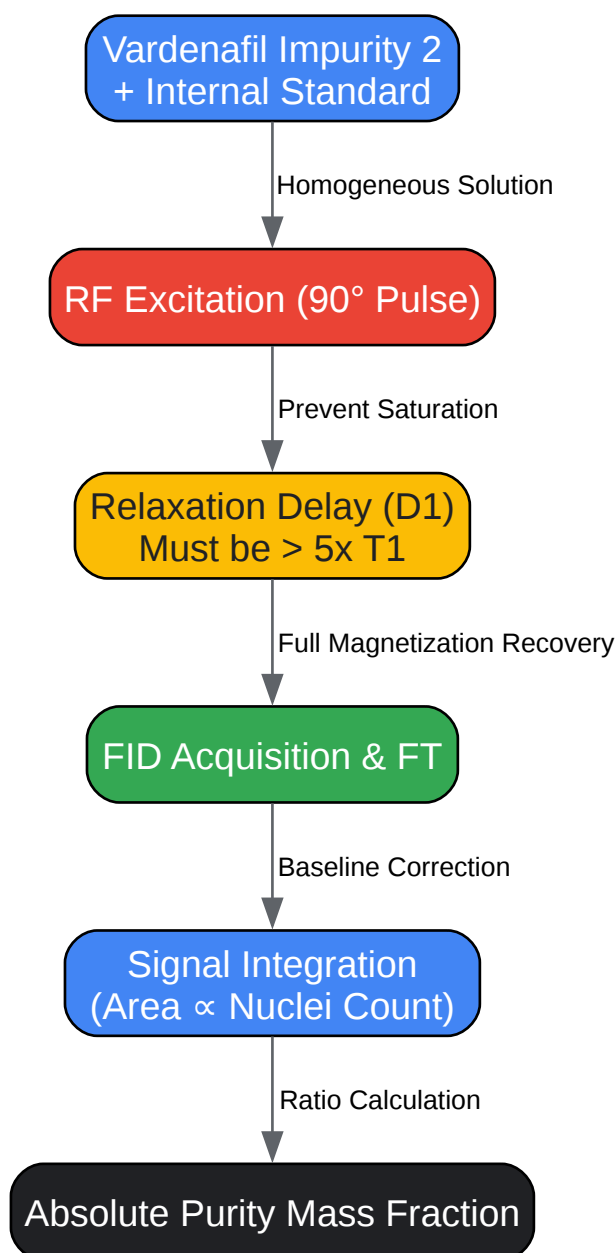 Vardenafil Impurity 2
+ Internal Standard
Homogeneous Solution
RF Excitation (90° Pulse)
Prevent Saturation
Relaxation Delay (D1)
Must be > 5x T1
Full Magnetization Recovery
FID Acquisition & FT
Baseline Correction
Signal Integration
(Area ∝ Nuclei Count)
Ratio Calculation
Absolute Purity Mass Fraction